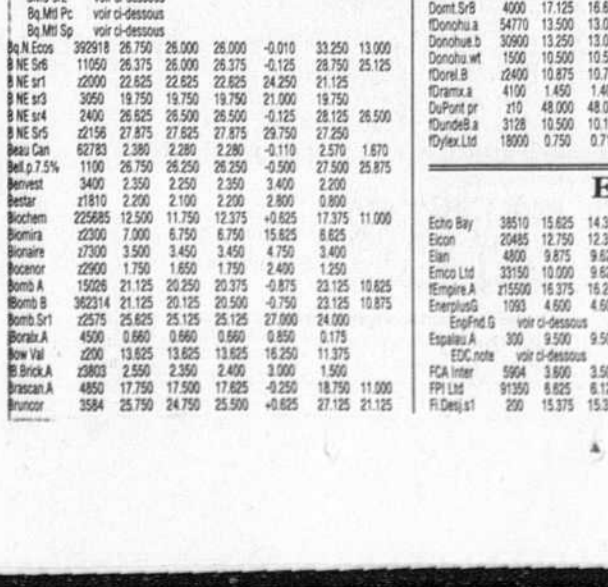 Bq.Mtl Pc voir ci-dessous
Bq.Mtl Sp voir ci-dessous
Bq.N.Ecos 392918 26.750 26.000 26.000 -0.010 33.250 13.000
B NE Sr6 11050 26.375 26.000 26.375 -0.125 28.750 25.125
B NE sr1 z2000 22.625 22.625 22.625 24.250 21.125
B NE sr3 3050 19.750 19.750 19.750 21.000 19.750
B NE sr4 2400 26.625 26.500 26.500 -0.125 28.125 26.500
B NE Sr5 z2156 27.875 27.625 27.875 29.750 27.250
Beau Can 62783 2.380 2.280 2.280 -0.110 2.570 1.670
Bell.p.7.5% 1100 26.750 26.250 26.250 -0.500 27.500 25.875
Benvest 3400 2.350 2.250 2.350 3.400 2.200
Bestar z1810 2.200 2.100 2.200 2.800 0.800
Biochem 225685 12.500 11.750 12.375 +0.625 17.375 11.000
Biomira z2300 7.000 6.750 6.750 15.625 6.625
Bionaire z7300 3.500 3.450 3.450 4.750 3.400
Bocenor z2900 1.750 1.650 1.750 2.400 1.250
Bomb A 15026 21.125 20.250 20.375 -0.875 23.125 10.625
fBomb B 362314 21.125 20.125 20.500 -0.750 23.125 10.875
Bomb.Sr1 z2575 25.625 25.125 25.125 27.000 24.000
fBoralx.A 4500 0.660 0.660 0.660 0.850 0.175
Bow Val z200 13.625 13.625 13.625 16.250 11.375
fB.Brick.A z3803 2.550 2.350 2.400 3.000 1.500
Brascan.A 4850 17.750 17.500 17.625 -0.250 18.750 11.000
Bruncor 3584 25.750 24.750 25.500 +0.625 27.125 21.125
Domt.SrB 4000 17.125
fDonohu.a 54770 13.500
Donohue.b 30900 13.250
Donohu.wt 1500 10.500
fDorel.B z2400 10.875
fDramx.a 4100 1.450
DuPont pr z10 48.000
fDundeB.a 3128 10.500
fDylex.Ltd 18000 0.750
E
Echo Bay 38510 15.625
Eicon 20485 12.750
Elan 4800 9.875
Emco Ltd 33150 10.000
fEmpire.A z15500 16.375
EnerplusG 1093 4.600
EnpFnd.G voir ci-dessous
Espalau.A 300 9.500
EDC.note voir ci-dessous
FCA Inter 5904 3.600
FPI Ltd 91350 6.625
Fi.Desj.s1 200 15.375